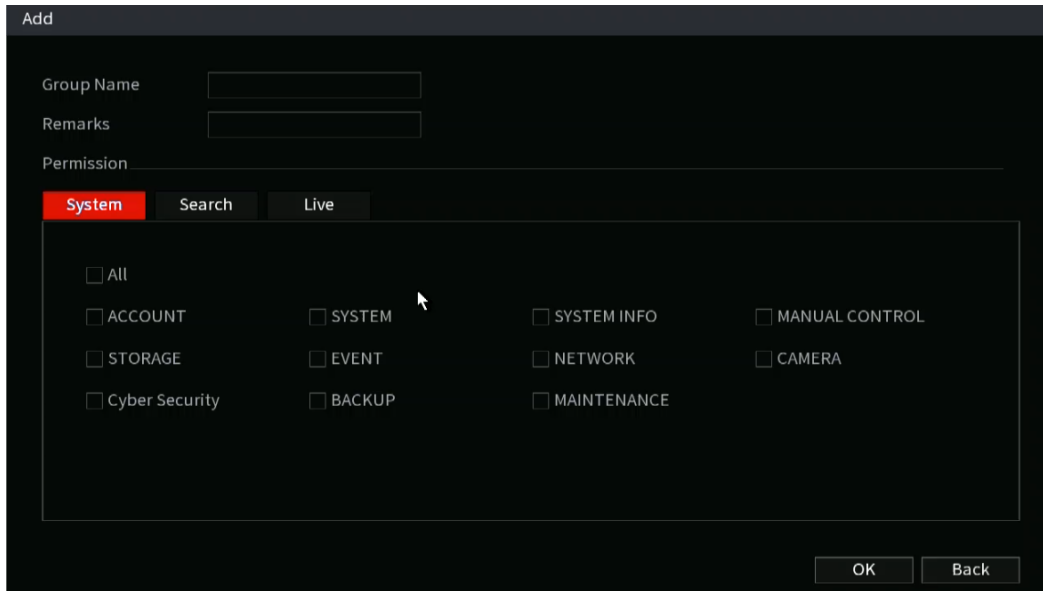 Add
Group Name
Remarks
Permission
System Search Live
All
ACCOUNT SYSTEM SYSTEM INFO MANUAL CONTROL
STORAGE EVENT NETWORK CAMERA
Cyber Security BACKUP MAINTENANCE
OK Back